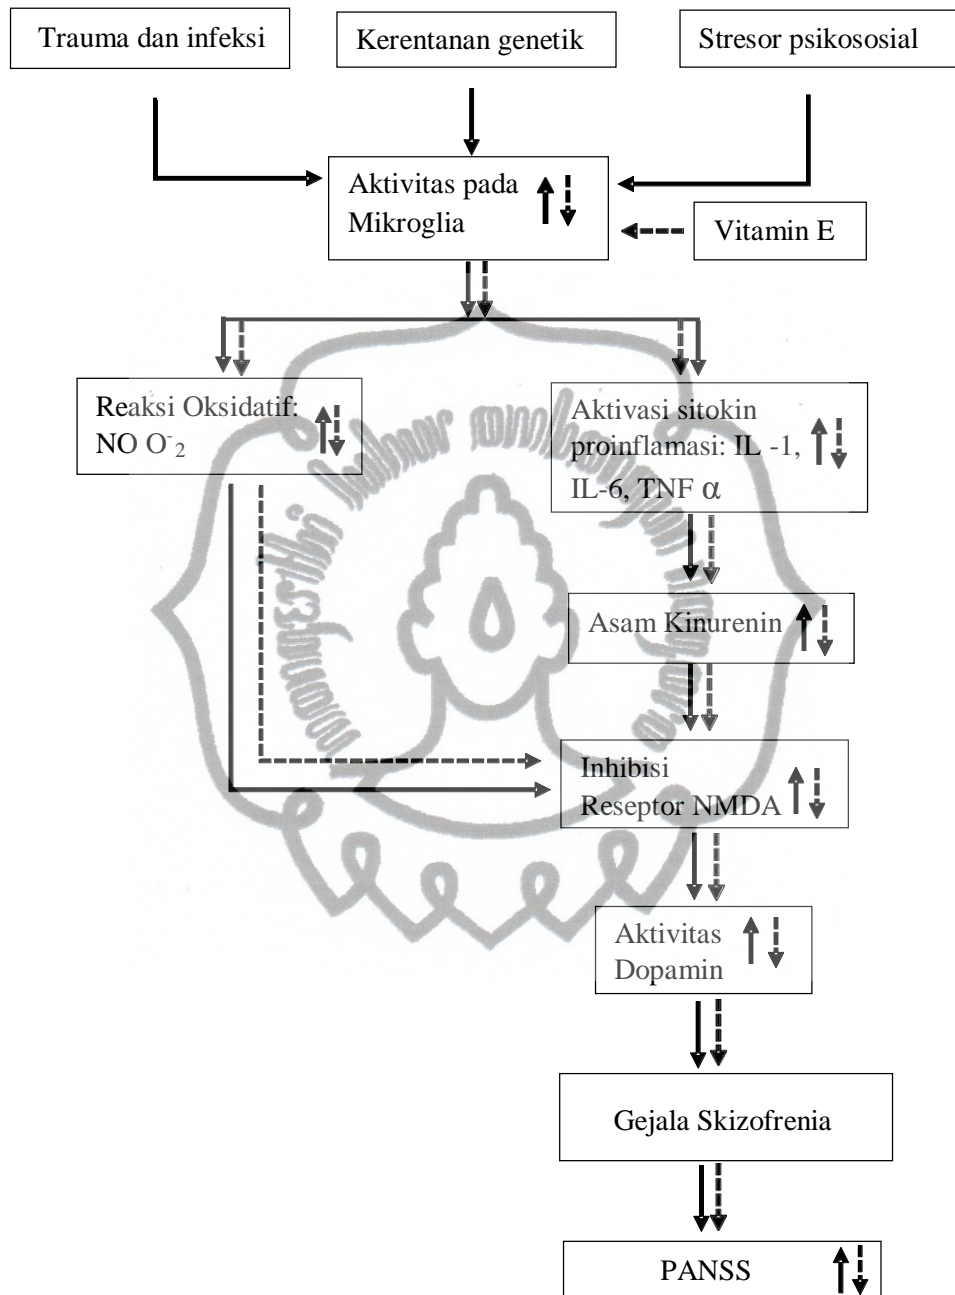 Trauma dan infeksi
Kerentanan genetik
Stresor psikososial
Aktivitas pada
Mikroglia
Vitamin E
Reaksi Oksidatif:
NO O⁻₂
Aktivasi sitokin
proinflamasi: IL -1,
IL-6, TNF α
Asam Kinurenin
Inhibisi
Reseptor NMDA
Aktivitas
Dopamin
Gejala Skizofrenia
PANSS